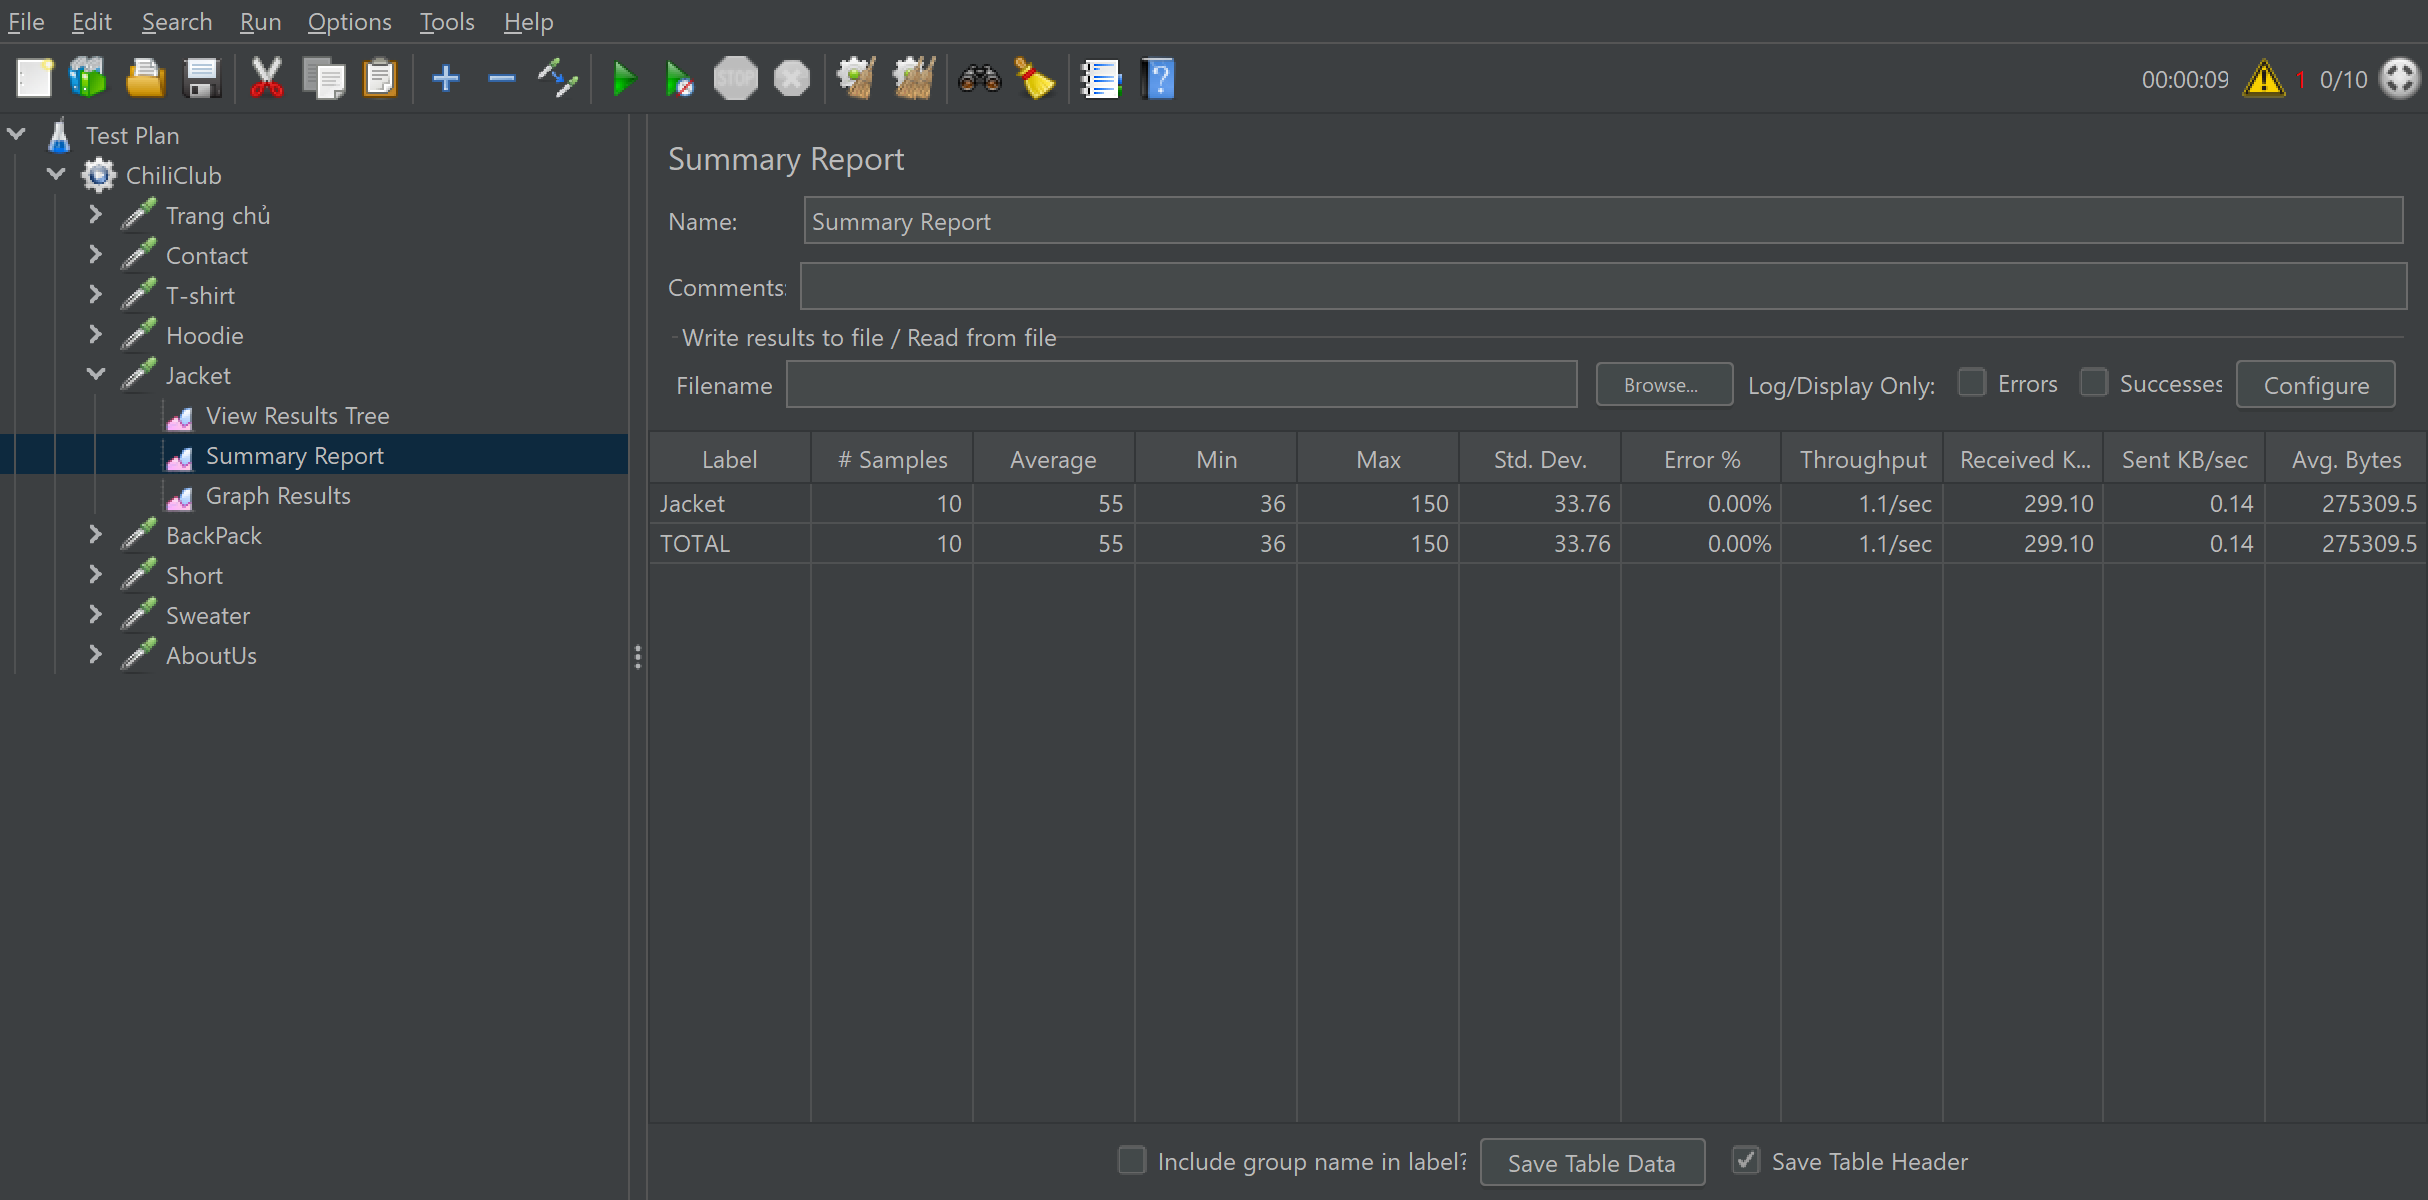 File Edit Search Run Options Tools Help
STOP
00:00:09 1 0/10
Test Plan
ChiliClub
Trang chủ
Contact
T-shirt
Hoodie
Jacket
View Results Tree
Summary Report
Graph Results
BackPack
Short
Sweater
AboutUs
Summary Report
Name: Summary Report
Comments:
Write results to file / Read from file
Filename Browse... Log/Display Only: Errors Successes Configure
Label # Samples Average Min Max Std. Dev. Error % Throughput Received K... Sent KB/sec Avg. Bytes
Jacket 10 55 36 150 33.76 0.00% 1.1/sec 299.10 0.14 275309.5
TOTAL 10 55 36 150 33.76 0.00% 1.1/sec 299.10 0.14 275309.5
Include group name in label? Save Table Data Save Table Header